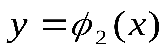 y = ϕ₂(x)